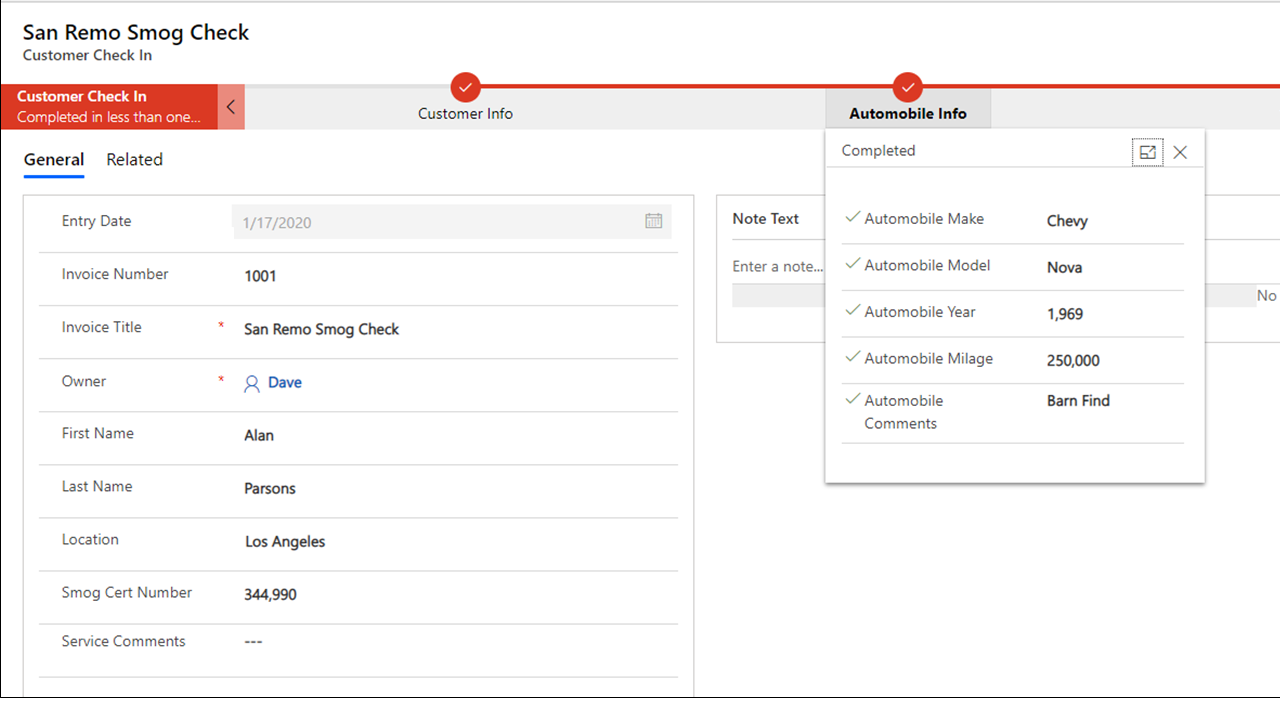 San Remo Smog Check
Customer Check In
Customer Check In
Completed in less than one...
Customer Info
Automobile Info
General
Related
Entry Date
1/17/2020
Invoice Number
1001
Invoice Title
*
San Remo Smog Check
Owner
*
Dave
First Name
Alan
Last Name
Parsons
Location
Los Angeles
Smog Cert Number
344,990
Service Comments
---
Note Text
Enter a note...
No
Completed
Automobile Make
Chevy
Automobile Model
Nova
Automobile Year
1,969
Automobile Milage
250,000
Automobile
Comments
Barn Find